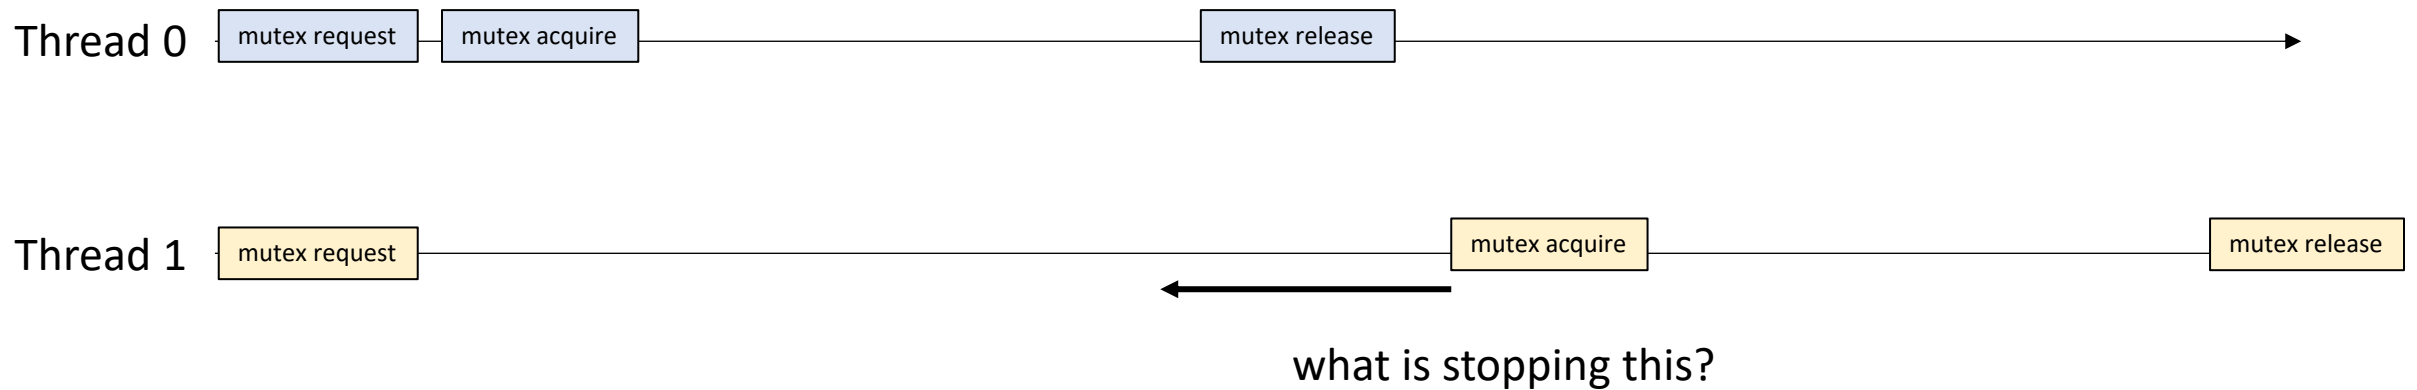 Thread 0
mutex request
mutex acquire
mutex release
Thread 1
mutex request
mutex acquire
mutex release
what is stopping this?